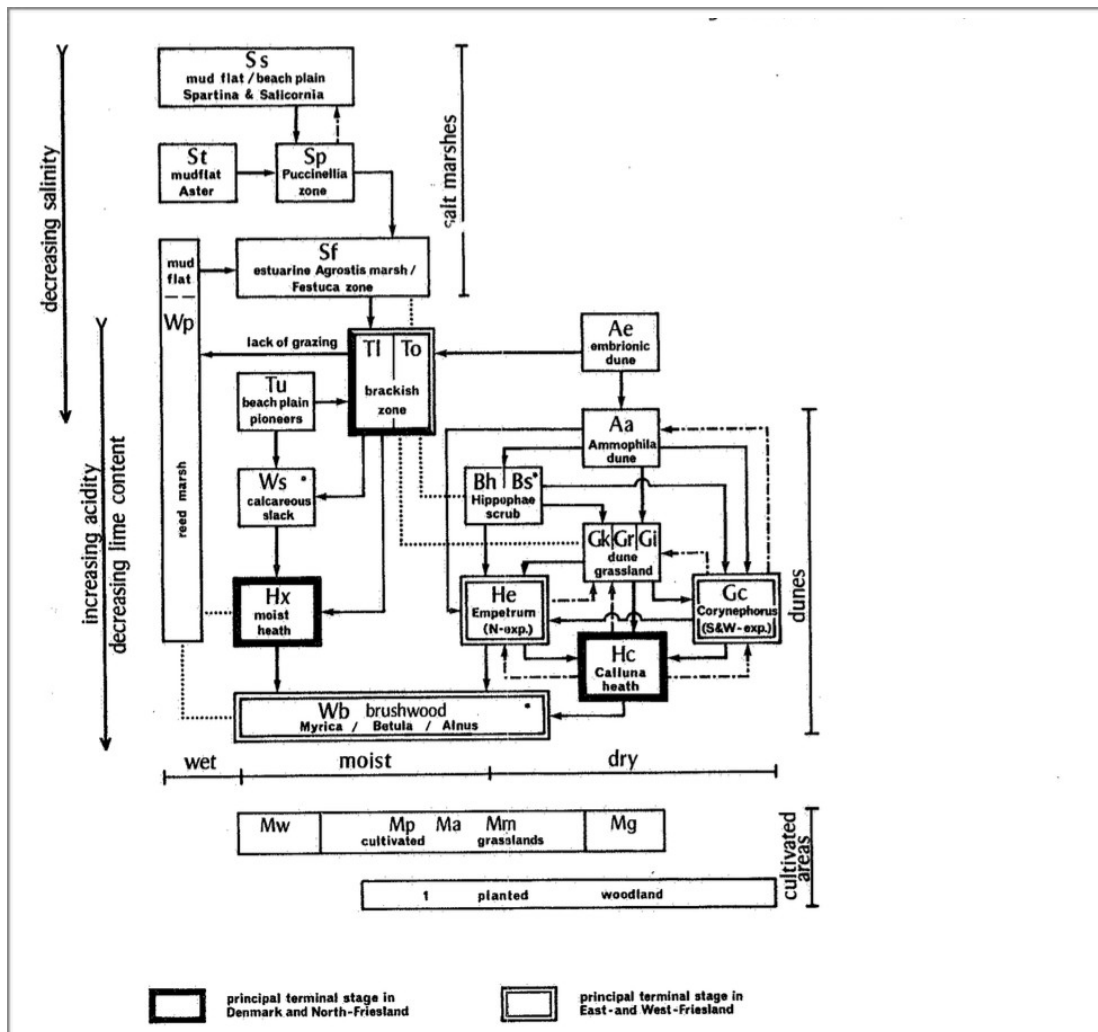 Ss
mud flat / beach plain
Spartina & Salicornia
St
mudflat
Aster
Sp
Puccinellia
zone
salt marshes
decreasing salinity
mud
flat
Sf
estuarine Agrostis marsh /
Festuca zone
Wp
reed marsh
lack of grazing
Tl To
brackish
zone
Ae
embrionic
dune
Tu
beach plain
pioneers
Aa
Ammophila
dune
Ws
calcareous
slack
Bh Bs*
Hippophae
scrub
Gk Gr Gi
dune
grassland
increasing acidity
decreasing lime content
Hx
moist
heath
He
Empetrum
(N-exp.)
Gc
Corynephorus
(S&W-exp.)
dunes
Hc
Calluna
heath
Wb brushwood
Myrica / Betula / Alnus
wet moist dry
Mw Mp Ma Mm Mg
cultivated grasslands
cultivated
areas
1 planted woodland
principal terminal stage in
Denmark and North-Friesland
principal terminal stage in
East-and West-Friesland